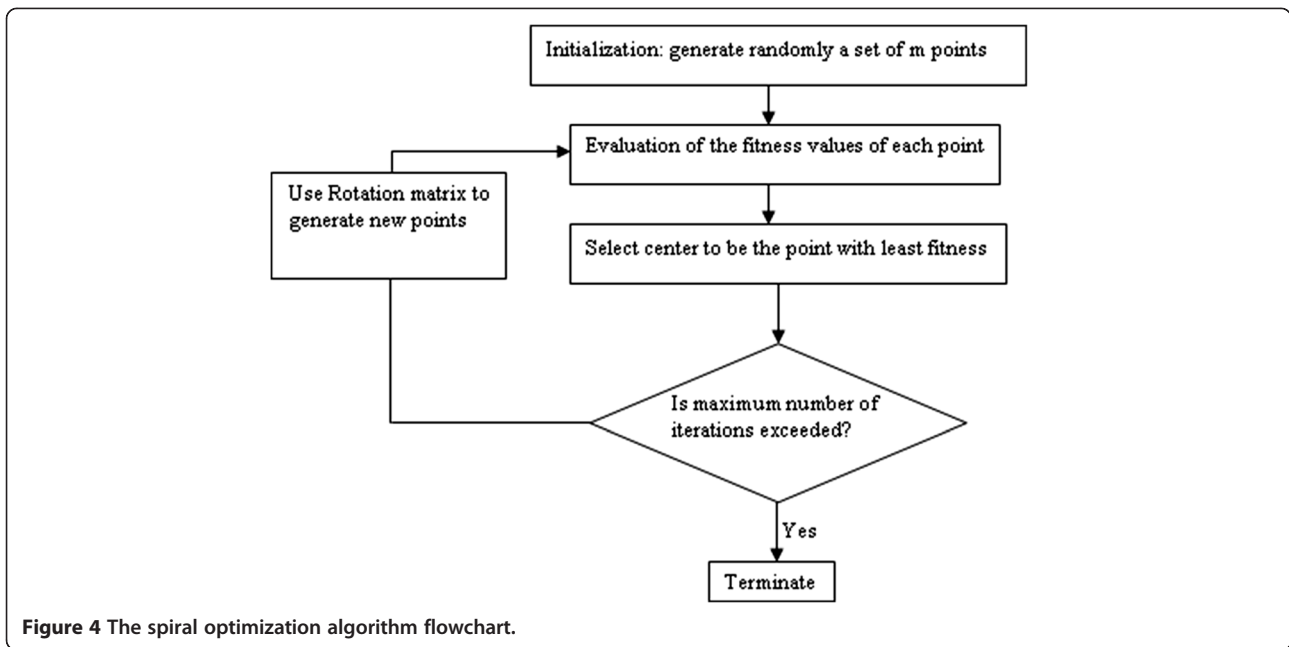 Initialization: generate randomly a set of m points
Evaluation of the fitness values of each point
Use Rotation matrix to
generate new points
Select center to be the point with least fitness
Is maximum number of
iterations exceeded?
Yes
Terminate
Figure 4 The spiral optimization algorithm flowchart.